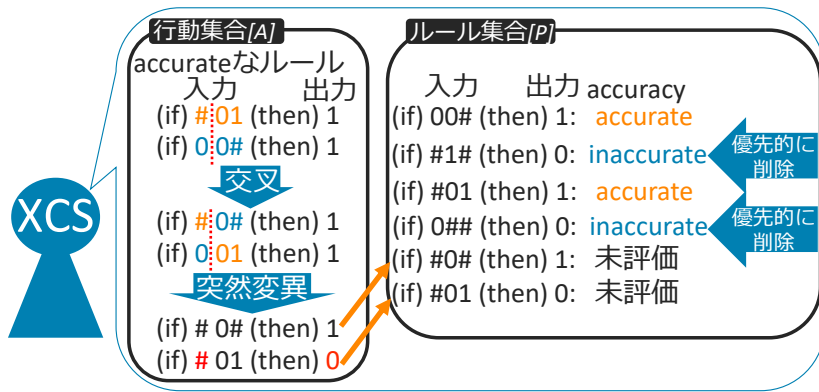 XCS
行動集合[A]
accurateなルール
入力 出力
(if) #01 (then) 1
(if) 00# (then) 1
交叉
(if) #0# (then) 1
(if) 001 (then) 1
突然変異
(if) # 0# (then) 1
(if) # 01 (then) 0
ルール集合[P]
入力 出力 accuracy
(if) 00# (then) 1: accurate
(if) #1# (then) 0: inaccurate
優先的に
削除
(if) #01 (then) 1: accurate
(if) 0## (then) 0: inaccurate
優先的に
削除
(if) #0# (then) 1: 未評価
(if) #01 (then) 0: 未評価